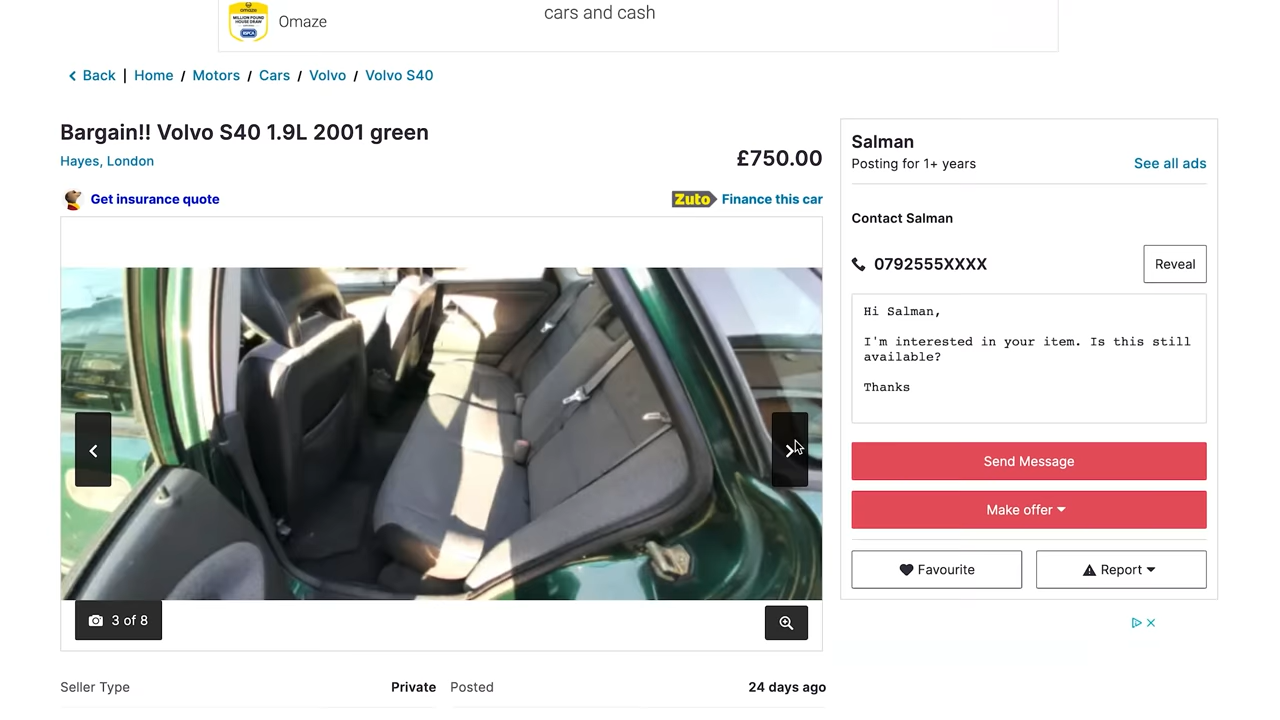 cars and cash
Omaze
Back | Home / Motors / Cars / Volvo / Volvo S40
Bargain!! Volvo S40 1.9L 2001 green
Hayes, London
£750.00
Get insurance quote
Zuto Finance this car
3 of 8
Seller Type Private Posted 24 days ago
Salman
Posting for 1+ years
See all ads
Contact Salman
0792555XXXX
Reveal
Hi Salman,
I'm interested in your item. Is this still
available?
Thanks
Send Message
Make offer
Favourite
Report